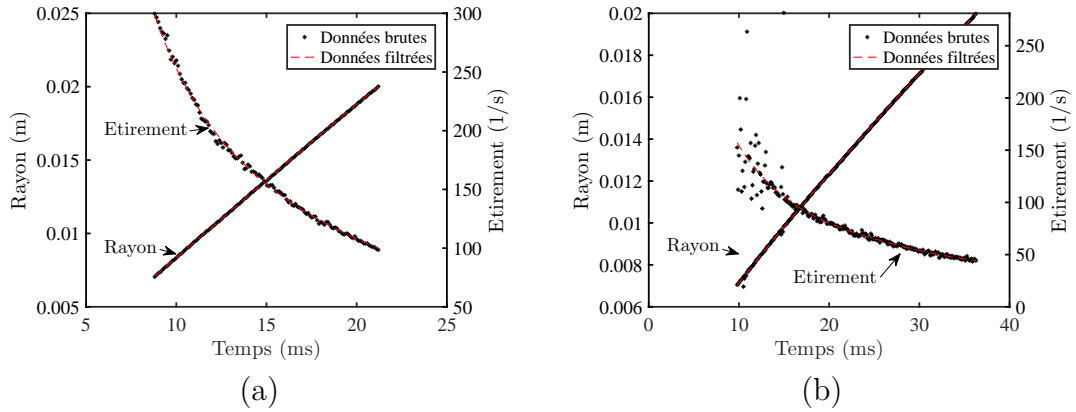 0.025
0.02
0.015
0.01
0.005
Rayon (m)
300
250
200
150
100
50
Etirement (1/s)
Données brutes
Données filtrées
Etirement
Rayon
5
10
15
20
25
Temps (ms)
(a)
0.02
0.018
0.016
0.014
0.012
0.01
0.008
0.006
Rayon (m)
250
200
150
100
50
0
Etirement (1/s)
Données brutes
Données filtrées
Rayon
Etirement
0
10
20
30
40
Temps (ms)
(b)